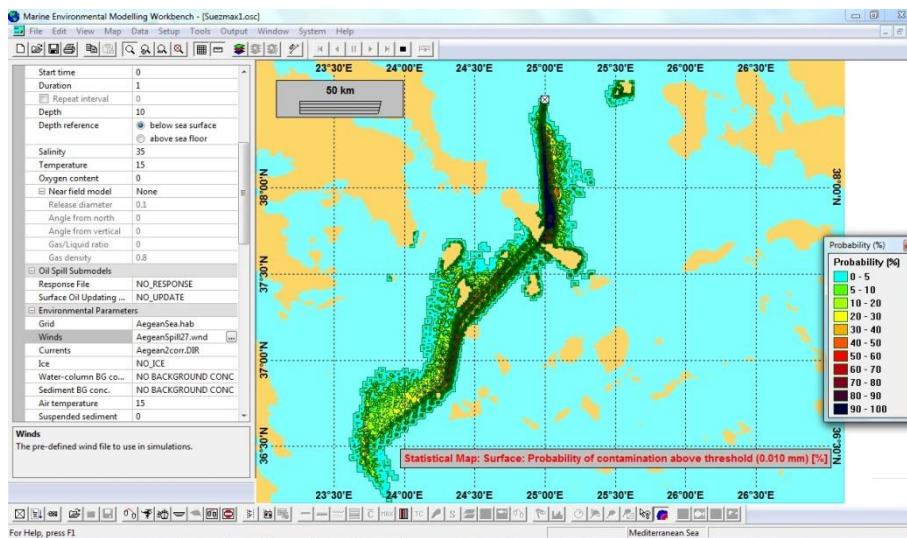 Marine Environmental Modelling Workbench - [Suezmax1.osc]
File Edit View Map Data Setup Tools Output Window System Help
Start time 0
Duration 1
Repeat interval 0
Depth 10
Depth reference below sea surface
above sea floor
Salinity 35
Temperature 15
Oxygen content 0
Near field model None
Release diameter 0.1
Angle from north 0
Angle from vertical 0
Gas/Liquid ratio 0
Gas density 0.8
Oil Spill Submodels
Response File NO_RESPONSE
Surface Oil Updating ... NO_UPDATE
Environmental Parameters
Grid AegeanSea.hab
Winds AegeanSpill27.wnd ...
Currents Aegean2corr.DIR
Ice NO_ICE
Water-column BG co... NO BACKGROUND CONC
Sediment BG conc. NO BACKGROUND CONC
Air temperature 15
Suspended sediment 0
Winds
The pre-defined wind file to use in simulations.
23°30'E 24°00'E 24°30'E 25°00'E 25°30'E 26°00'E 26°30'E
50 km
38°00'N 38°00'N
37°30'N 37°30'N
37°00'N 37°00'N
36°30'N 36°30'N
Statistical Map: Surface: Probability of contamination above threshold (0.010 mm) [%]
23°30'E 24°00'E 24°30'E 25°00'E 25°30'E 26°00'E 26°30'E
Probability (%)
Probability (%)
0 - 5
5 - 10
10 - 20
20 - 30
30 - 40
40 - 50
50 - 60
60 - 70
70 - 80
80 - 90
90 - 100
MAX TC
For Help, press F1
Mediterranean Sea